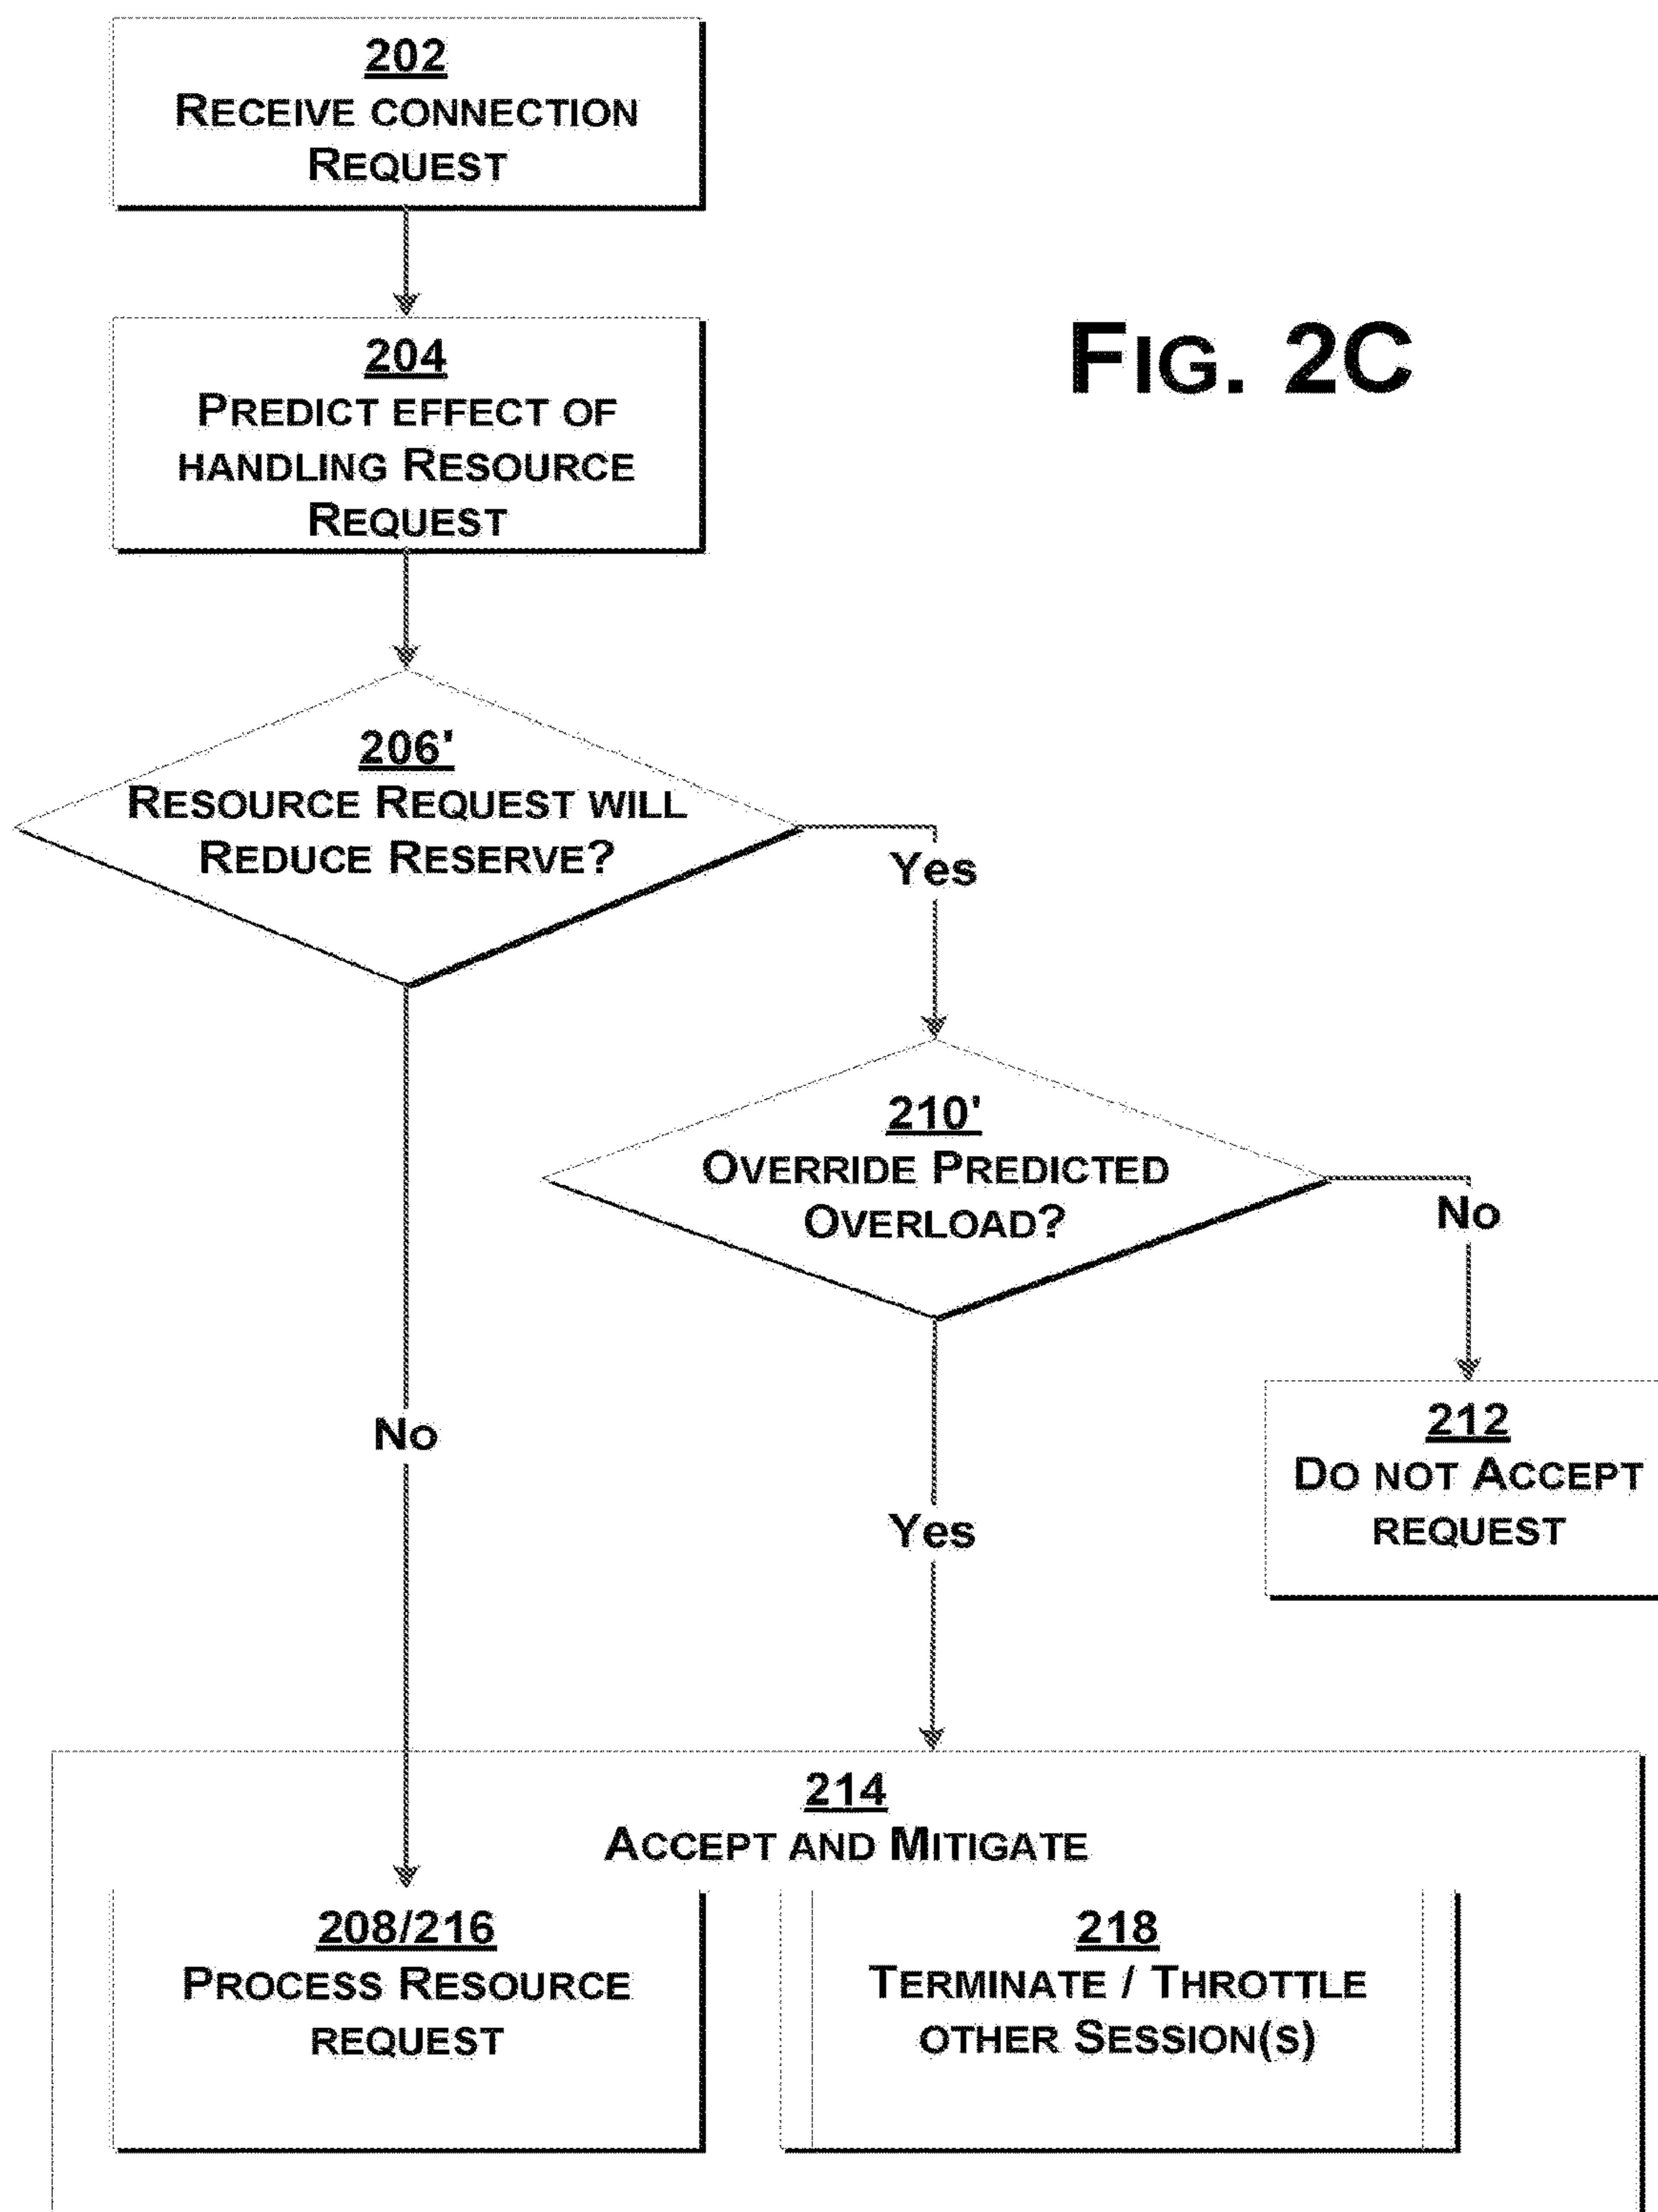 202
RECEIVE CONNECTION
REQUEST
204
PREDICT EFFECT OF
HANDLING RESOURCE
REQUEST
FIG. 2C
206'
RESOURCE REQUEST WILL
REDUCE RESERVE?
Yes
210'
OVERRIDE PREDICTED
OVERLOAD?
No
212
DO NOT ACCEPT
REQUEST
No
Yes
214
ACCEPT AND MITIGATE
208/216
PROCESS RESOURCE
REQUEST
218
TERMINATE / THROTTLE
OTHER SESSION(S)